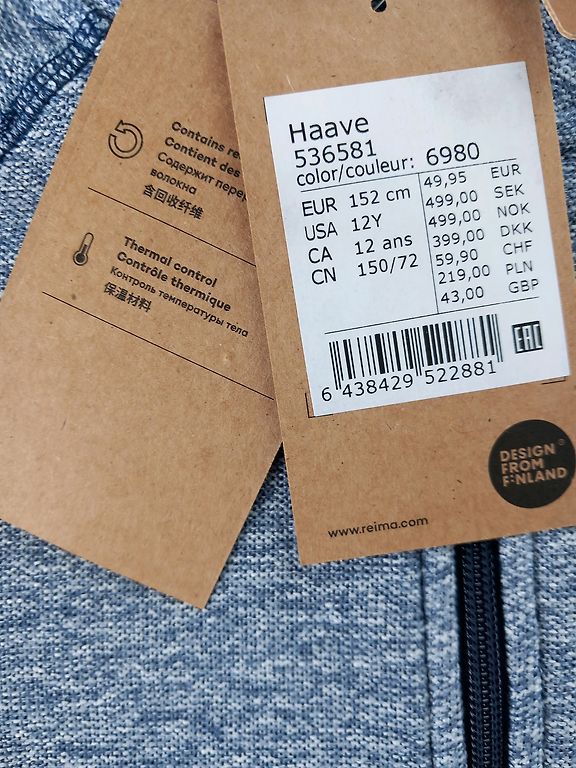 Contains
Contient des
Содержит
волокна
含回收纤维
Thermal control
Contrôle thermique
Контроль температуры тела
保温材料
Haave
536581
color/couleur: 6980
EUR 152 cm
USA 12Y
CA 12 ans
CN 150/72
49,95 EUR
499,00 SEK
499,00 NOK
399,00 DKK
59,90 CHF
219,00 PLN
43,00 GBP
6 438429 522881
EAC
DESIGN
FROM
FINLAND
www.reima.com